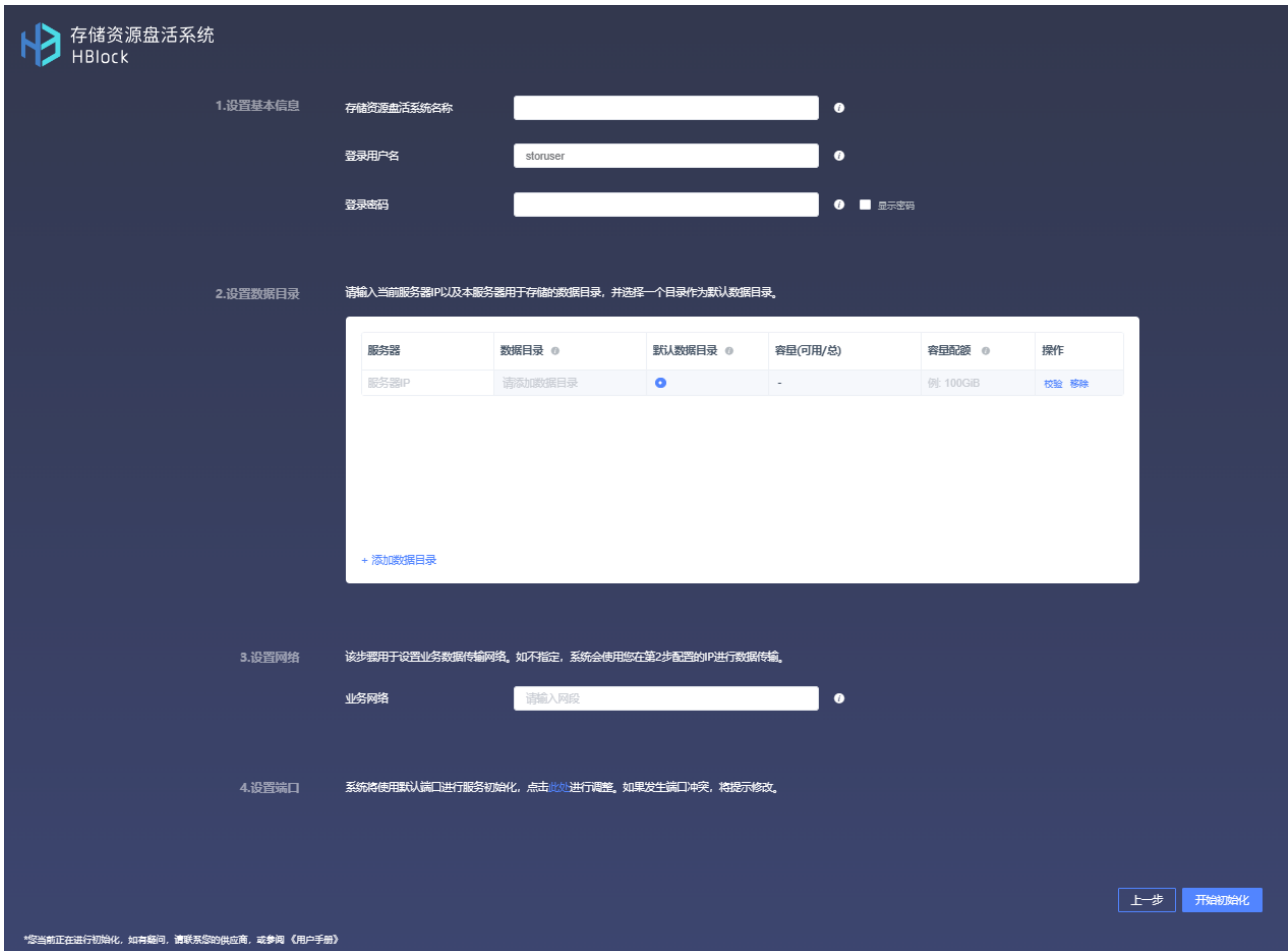 存储资源盘活系统
HBlock
1.设置基本信息
存储资源盘活系统名称
登录用户名
storuser
登录密码
显示密码
2.设置数据目录
请输入当前服务器IP以及本服务器用于存储的数据目录，并选择一个目录作为默认数据目录。
服务器 数据目录 默认数据目录 容量(可用/总) 容量配额 操作
服务器IP 请添加数据目录 - 例: 100GiB 校验 移除
+ 添加数据目录
3.设置网络
该步骤用于设置业务数据传输网络。如不指定，系统会使用您在第2步配置的IP进行数据传输。
业务网络
请输入网段
4.设置端口
系统将使用默认端口进行服务初始化，点击此处进行调整。如果发生端口冲突，将提示修改。
上一步 开始初始化
*您当前正在进行初始化，如有疑问，请联系您的供应商，或参阅《用户手册》